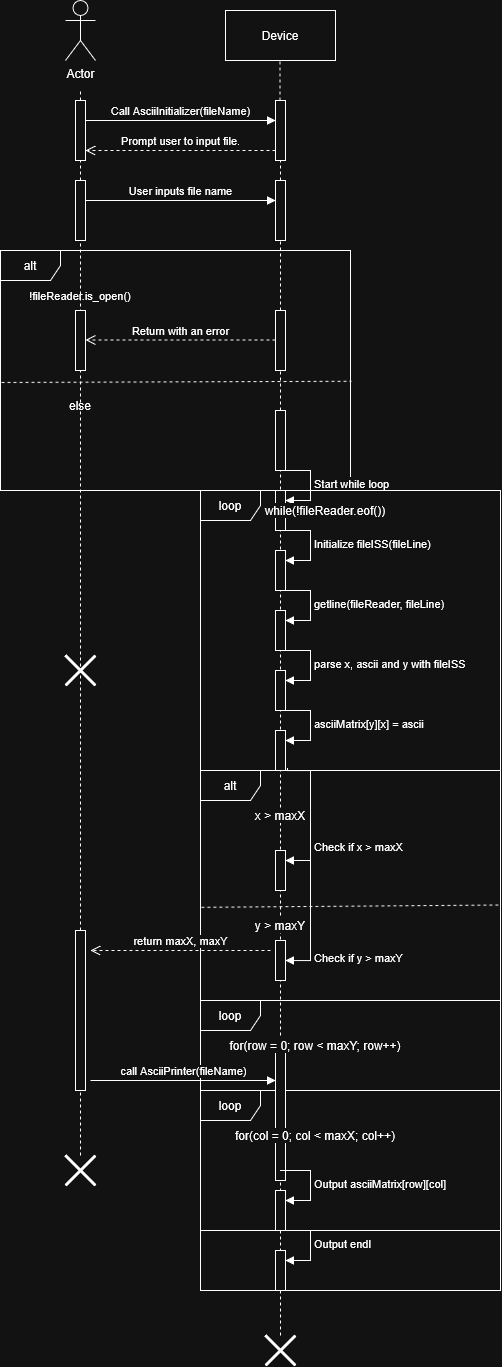 Device
Actor
Call AsciiInitializer(fileName)
Prompt user to input file.
User inputs file name
alt
!fileReader.is_open()
Return with an error
else
Start while loop
loop
while(!fileReader.eof())
Initialize fileISS(fileLine)
getline(fileReader, fileLine)
parse x, ascii and y with fileISS
asciiMatrix[y][x] = ascii
alt
x > maxX
Check if x > maxX
y > maxY
return maxX, maxY
Check if y > maxY
loop
for(row = 0; row < maxY; row++)
call AsciiPrinter(fileName)
loop
for(col = 0; col < maxX; col++)
Output asciiMatrix[row][col]
Output endl